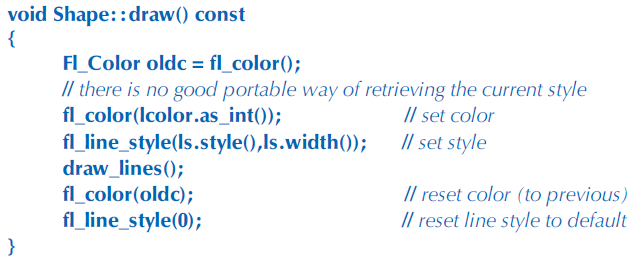 void Shape::draw() const
{
Fl_Color oldc = fl_color();
// there is no good portable way of retrieving the current style
fl_color(lcolor.as_int()); // set color
fl_line_style(ls.style(),ls.width()); // set style
draw_lines();
fl_color(oldc); // reset color (to previous)
fl_line_style(0); // reset line style to default
}